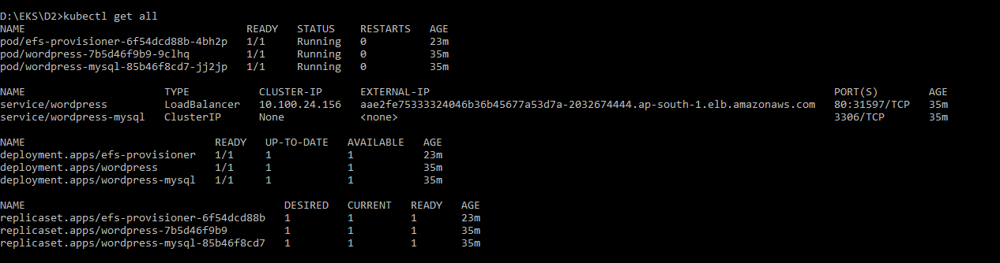 D:\EKS\D2>kubectl get all
NAME READY STATUS RESTARTS AGE
pod/efs-provisioner-6f54dcd88b-4bh2p 1/1 Running 0 23m
pod/wordpress-7b5d46f9b9-9clhq 1/1 Running 0 35m
pod/wordpress-mysql-85b46f8cd7-jj2jp 1/1 Running 0 35m
NAME TYPE CLUSTER-IP EXTERNAL-IP PORT(S) AGE
service/wordpress LoadBalancer 10.100.24.156 aae2fe75333324046b36b45677a53d7a-2032674444.ap-south-1.elb.amazonaws.com 80:31597/TCP 35m
service/wordpress-mysql ClusterIP None <none> 3306/TCP 35m
NAME READY UP-TO-DATE AVAILABLE AGE
deployment.apps/efs-provisioner 1/1 1 1 23m
deployment.apps/wordpress 1/1 1 1 35m
deployment.apps/wordpress-mysql 1/1 1 1 35m
NAME DESIRED CURRENT READY AGE
replicaset.apps/efs-provisioner-6f54dcd88b 1 1 1 23m
replicaset.apps/wordpress-7b5d46f9b9 1 1 1 35m
replicaset.apps/wordpress-mysql-85b46f8cd7 1 1 1 35m